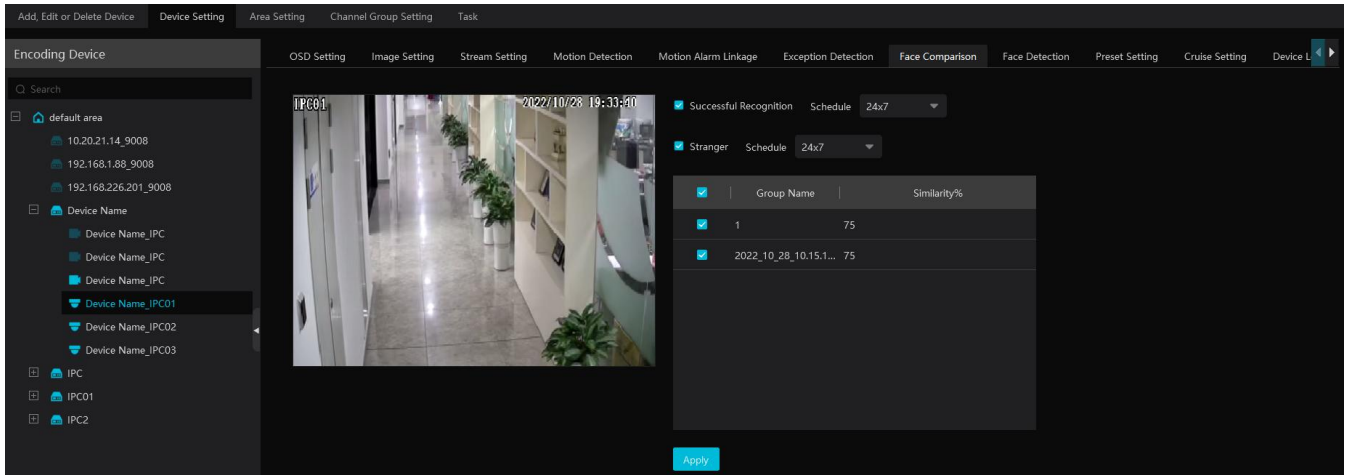 Add, Edit or Delete Device Device Setting Area Setting Channel Group Setting Task
Encoding Device
OSD Setting Image Setting Stream Setting Motion Detection Motion Alarm Linkage Exception Detection Face Comparison Face Detection Preset Setting Cruise Setting Device L
Search
default area
10.20.21.14_9008
192.168.1.88_9008
192.168.226.201_9008
Device Name
Device Name_IPC
Device Name_IPC
Device Name_IPC
Device Name_IPC01
Device Name_IPC02
Device Name_IPC03
IPC
IPC01
IPC2
IPC01 2022/10/28 19:33:40
Successful Recognition Schedule 24x7
Stranger Schedule 24x7
Group Name Similarity%
1 75
2022_10_28_10.15.1... 75
Apply